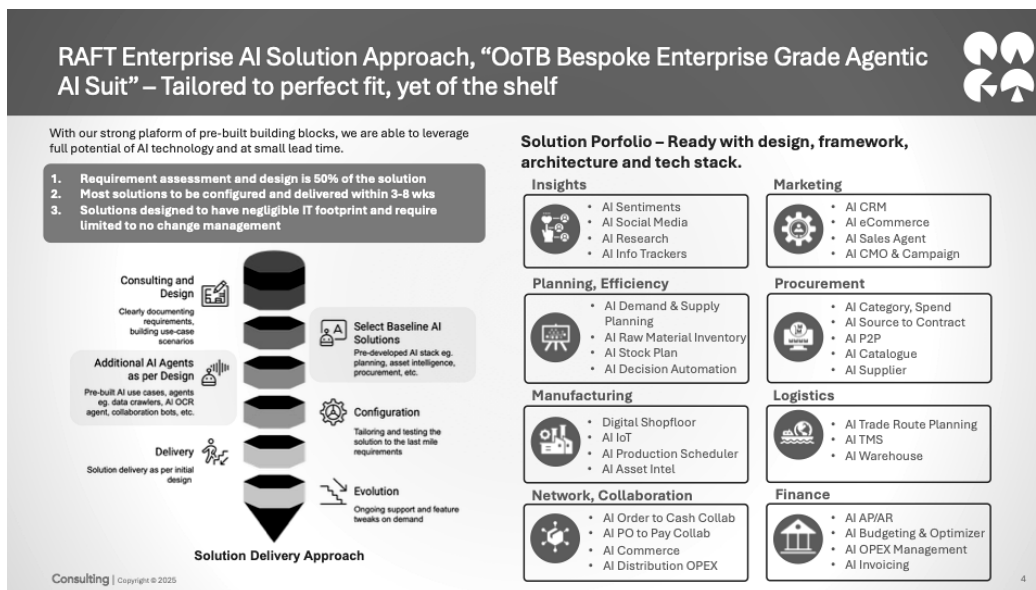 RAFT Enterprise AI Solution Approach, “OoTB Bespoke Enterprise Grade Agentic
AI Suit” – Tailored to perfect fit, yet of the shelf
With our strong plaform of pre-built building blocks, we are able to leverage
full potential of AI technology and at small lead time.
1. Requirement assessment and design is 50% of the solution
2. Most solutions to be configured and delivered within 3-8 wks
3. Solutions designed to have negligible IT footprint and require
limited to no change management
Consulting and
Design
Clearly documenting
requirements,
building use-case
scenarios
Select Baseline AI
Solutions
Pre-developed AI stack eg.
planning, asset intelligence,
procurement, etc.
Additional AI Agents
as per Design
Pre-built AI use cases, agents
eg. data crawlers, AI OCR
agent, collaboration bots, etc.
Configuration
Tailoring and testing the
solution to the last mile
requirements
Delivery
Solution delivery as per initial
design
Evolution
Ongoing support and feature
tweaks on demand
Solution Delivery Approach
Solution Porfolio – Ready with design, framework,
architecture and tech stack.
Insights
• AI Sentiments
• AI Social Media
• AI Research
• AI Info Trackers
Marketing
• AI CRM
• AI eCommerce
• AI Sales Agent
• AI CMO & Campaign
Planning, Efficiency
• AI Demand & Supply
Planning
• AI Raw Material Inventory
• AI Stock Plan
• AI Decision Automation
Procurement
• AI Category, Spend
• AI Source to Contract
• AI P2P
• AI Catalogue
• AI Supplier
Manufacturing
• Digital Shopfloor
• AI IoT
• AI Production Scheduler
• AI Asset Intel
Logistics
• AI Trade Route Planning
• AI TMS
• AI Warehouse
Network, Collaboration
• AI Order to Cash Collab
• AI PO to Pay Collab
• AI Commerce
• AI Distribution OPEX
Finance
• AI AP/AR
• AI Budgeting & Optimizer
• AI OPEX Management
• AI Invoicing
Consulting | Copyright © 2025
4